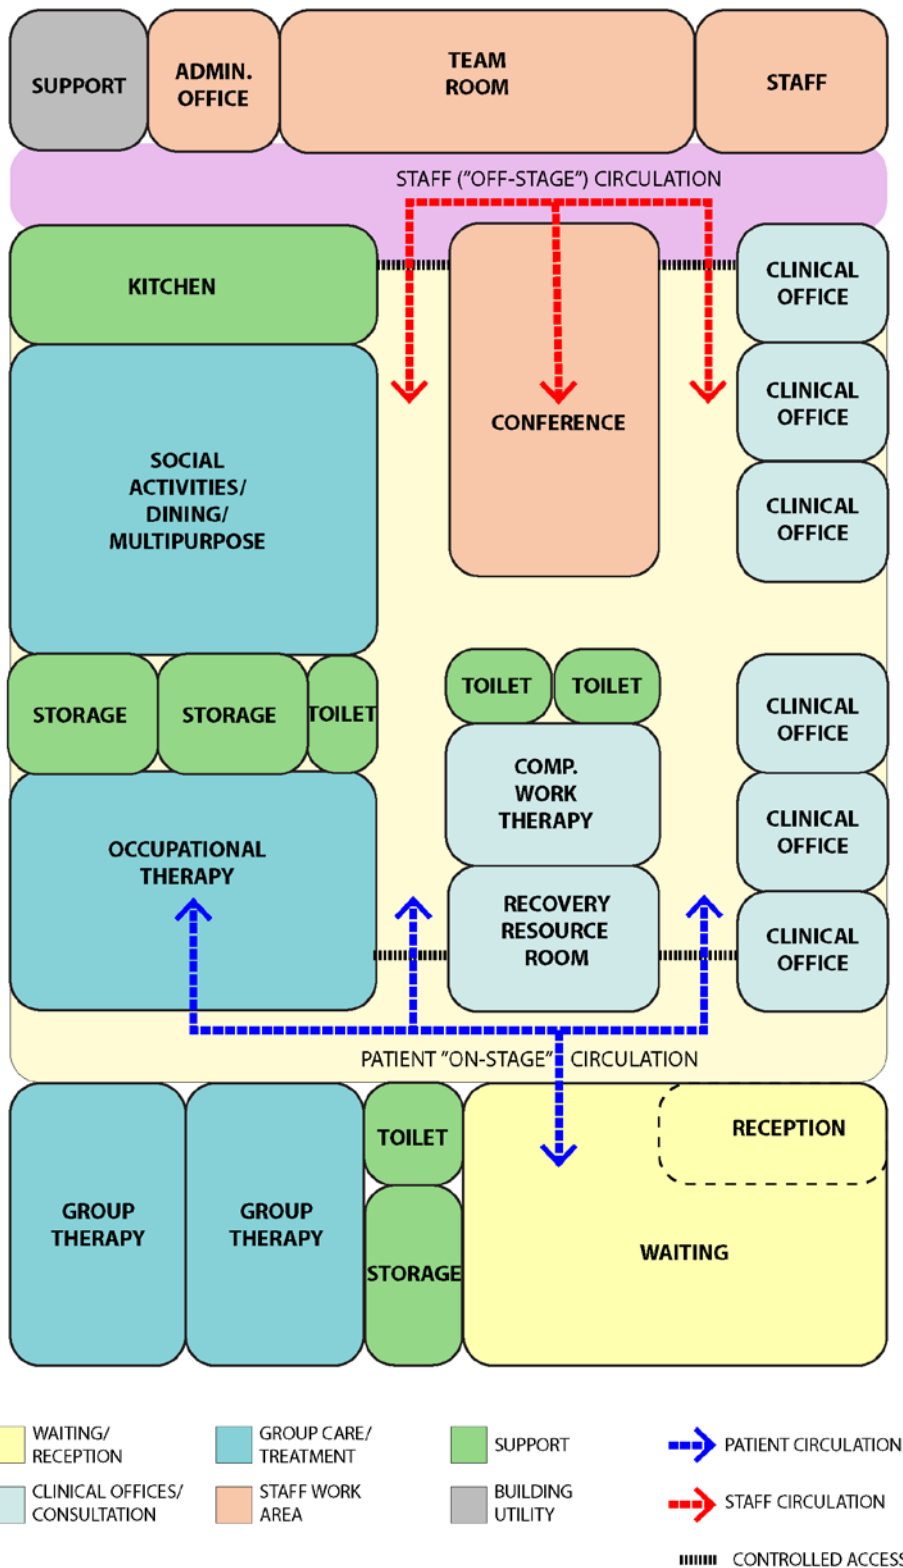 SUPPORT
ADMIN.
OFFICE
TEAM
ROOM
STAFF
STAFF ("OFF-STAGE") CIRCULATION
KITCHEN
CLINICAL
OFFICE
CLINICAL
OFFICE
CONFERENCE
SOCIAL
ACTIVITIES/
DINING/
MULTIPURPOSE
CLINICAL
OFFICE
STORAGE
STORAGE
TOILET
TOILET
TOILET
CLINICAL
OFFICE
COMP.
WORK
THERAPY
CLINICAL
OFFICE
OCCUPATIONAL
THERAPY
RECOVERY
RESOURCE
ROOM
CLINICAL
OFFICE
PATIENT "ON-STAGE" CIRCULATION
GROUP
THERAPY
GROUP
THERAPY
TOILET
STORAGE
RECEPTION
WAITING
WAITING/
RECEPTION
GROUP CARE/
TREATMENT
SUPPORT
PATIENT CIRCULATION
CLINICAL OFFICES/
CONSULTATION
STAFF WORK
AREA
BUILDING
UTILITY
STAFF CIRCULATION
CONTROLLED ACCESS